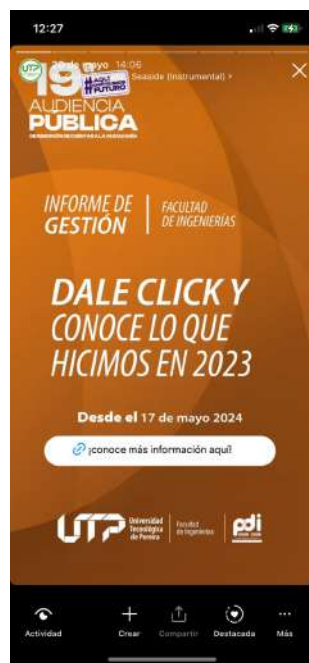 12:27
20 de mayo 14:06
Seaside (Instrumental) >
19
#AQUÍ
FUTURO
AUDIENCIA
PÚBLICA
INFORME DE
GESTIÓN
FACULTAD
DE INGENIERÍAS
DALE CLICK Y
CONOCE LO QUE
HICIMOS EN 2023
Desde el 17 de mayo 2024
¡conoce más información aquí!
UTP
Universidad
Tecnológica
de Pereira
Facultad
de Ingenierías
pdi
Actividad
Crear
Compartir
Destacada
Más